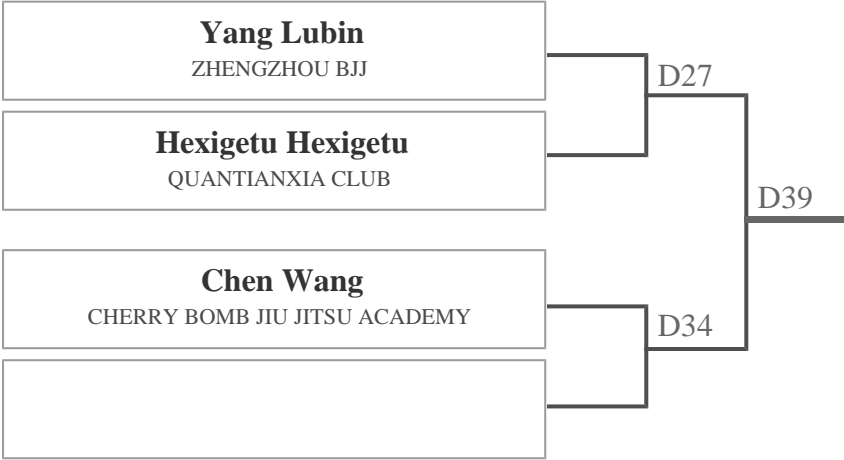 Yang Lubin
ZHENGZHOU BJJ
D27
Hexigetu Hexigetu
QUANTIANXIA CLUB
D39
Chen Wang
CHERRY BOMB JIU JITSU ACADEMY
D34